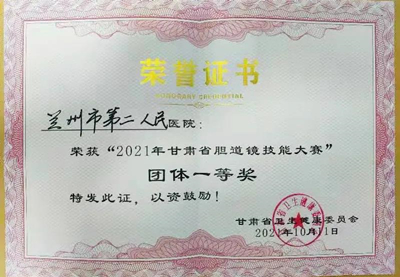 荣誉证书
兰州市第二人民医院：
荣获“2021年甘肃省胆道镜技能大赛”
团体一等奖
特发此证，以资鼓励！
甘肃省卫生健康委员会
2021年10月11日